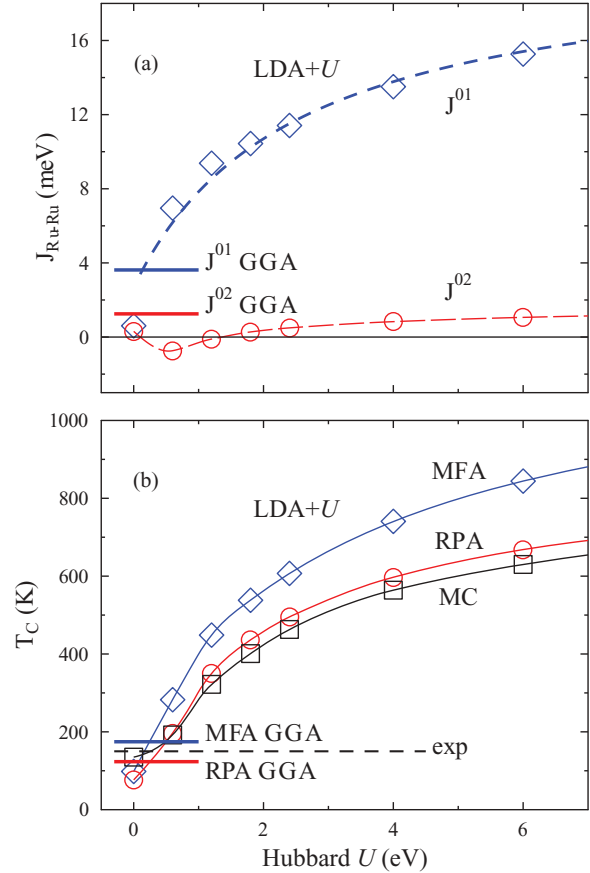 16
12
8
4
0
J_Ru-Ru (meV)
(a)
LDA+U
J^01
J^01 GGA
J^02 GGA
J^02
1000
800
600
400
200
0
T_C (K)
(b)
LDA+U
MFA
RPA
MC
MFA GGA
exp
RPA GGA
0 2 4 6
Hubbard U (eV)